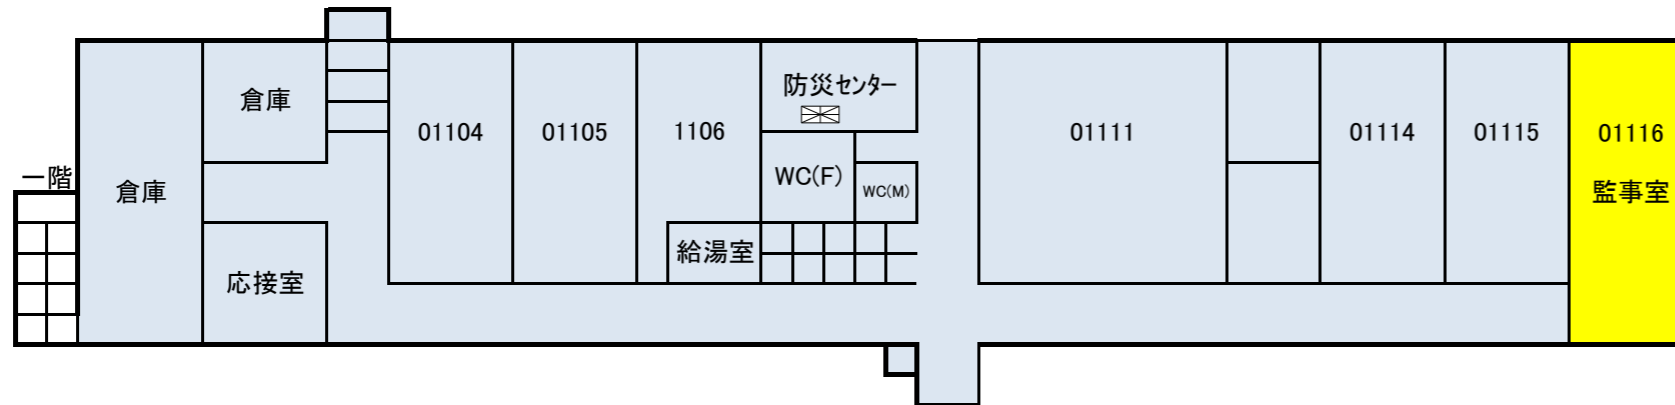 一階
倉庫
倉庫
応接室
01104
01105
1106
給湯室
防災センター
WC(F)
WC(M)
01111
01114
01115
01116
監事室